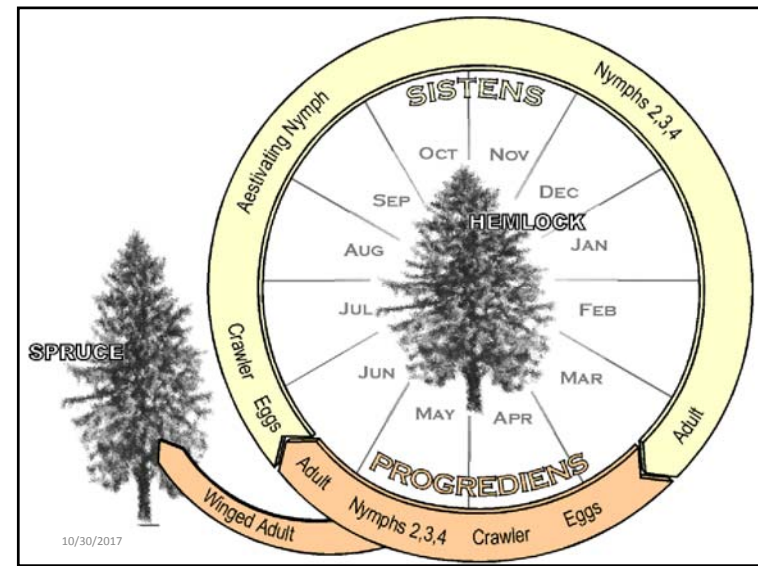 SISTENS
Nymphs 2,3,4
Aestivating Nymph
OCT
NOV
SEP
DEC
HEMLOCK
AUG
JAN
JUL
FEB
SPRUCE
Crawler
JUN
MAR
Eggs
MAY
APR
Adult
PROGREDIENS
Adult
Nymphs 2,3,4
Crawler
Eggs
Winged Adult
10/30/2017